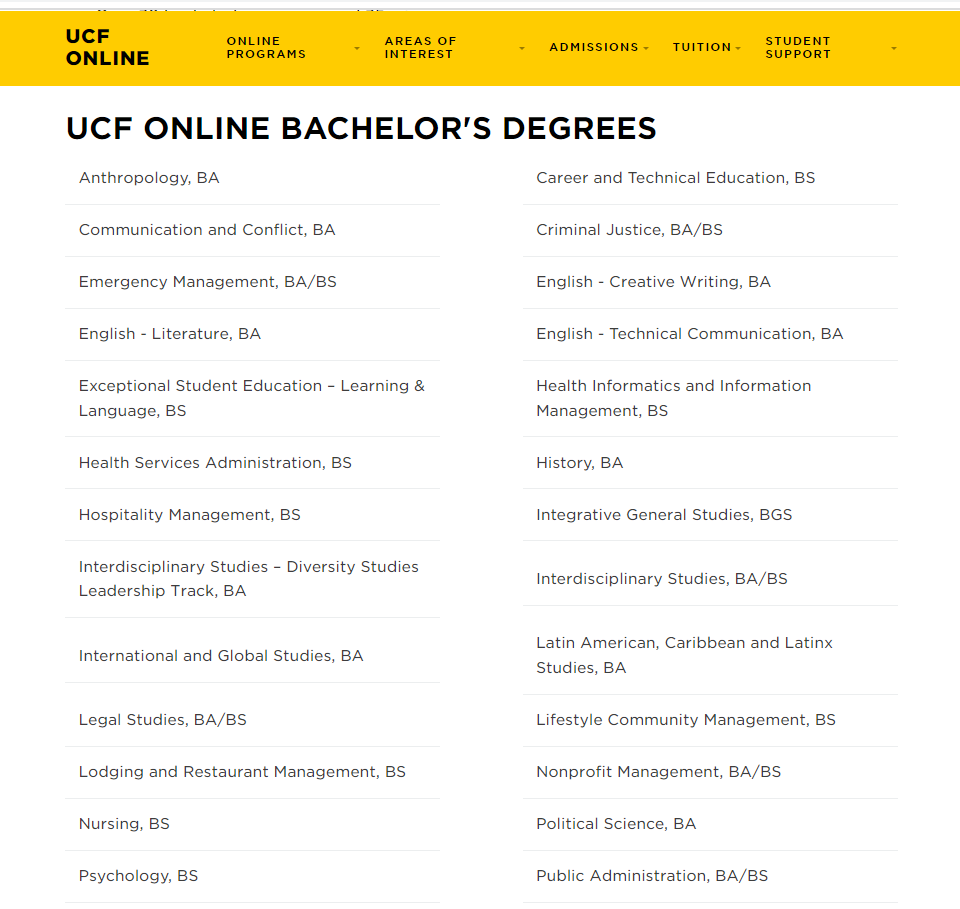 UCF
ONLINE
ONLINE
PROGRAMS
AREAS OF
INTEREST
ADMISSIONS
TUITION
STUDENT
SUPPORT
UCF ONLINE BACHELOR'S DEGREES
Anthropology, BA
Career and Technical Education, BS
Communication and Conflict, BA
Criminal Justice, BA/BS
Emergency Management, BA/BS
English - Creative Writing, BA
English - Literature, BA
English - Technical Communication, BA
Exceptional Student Education – Learning &
Language, BS
Health Informatics and Information
Management, BS
Health Services Administration, BS
History, BA
Hospitality Management, BS
Integrative General Studies, BGS
Interdisciplinary Studies – Diversity Studies
Leadership Track, BA
Interdisciplinary Studies, BA/BS
International and Global Studies, BA
Latin American, Caribbean and Latinx
Studies, BA
Legal Studies, BA/BS
Lifestyle Community Management, BS
Lodging and Restaurant Management, BS
Nonprofit Management, BA/BS
Nursing, BS
Political Science, BA
Psychology, BS
Public Administration, BA/BS